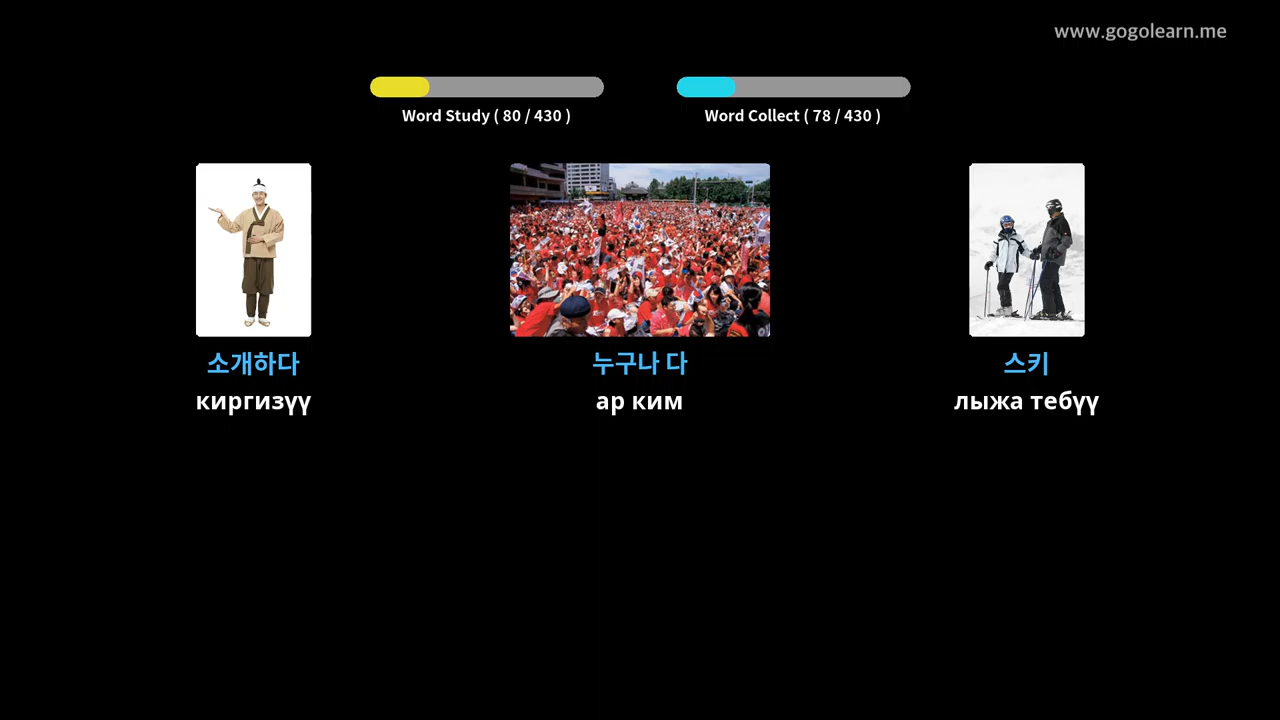 www.gogolearn.me
Word Study ( 80 / 430 )
Word Collect ( 78 / 430 )
소개하다
누구나 다
스키
киргизүү
ар ким
лыжа тебүү